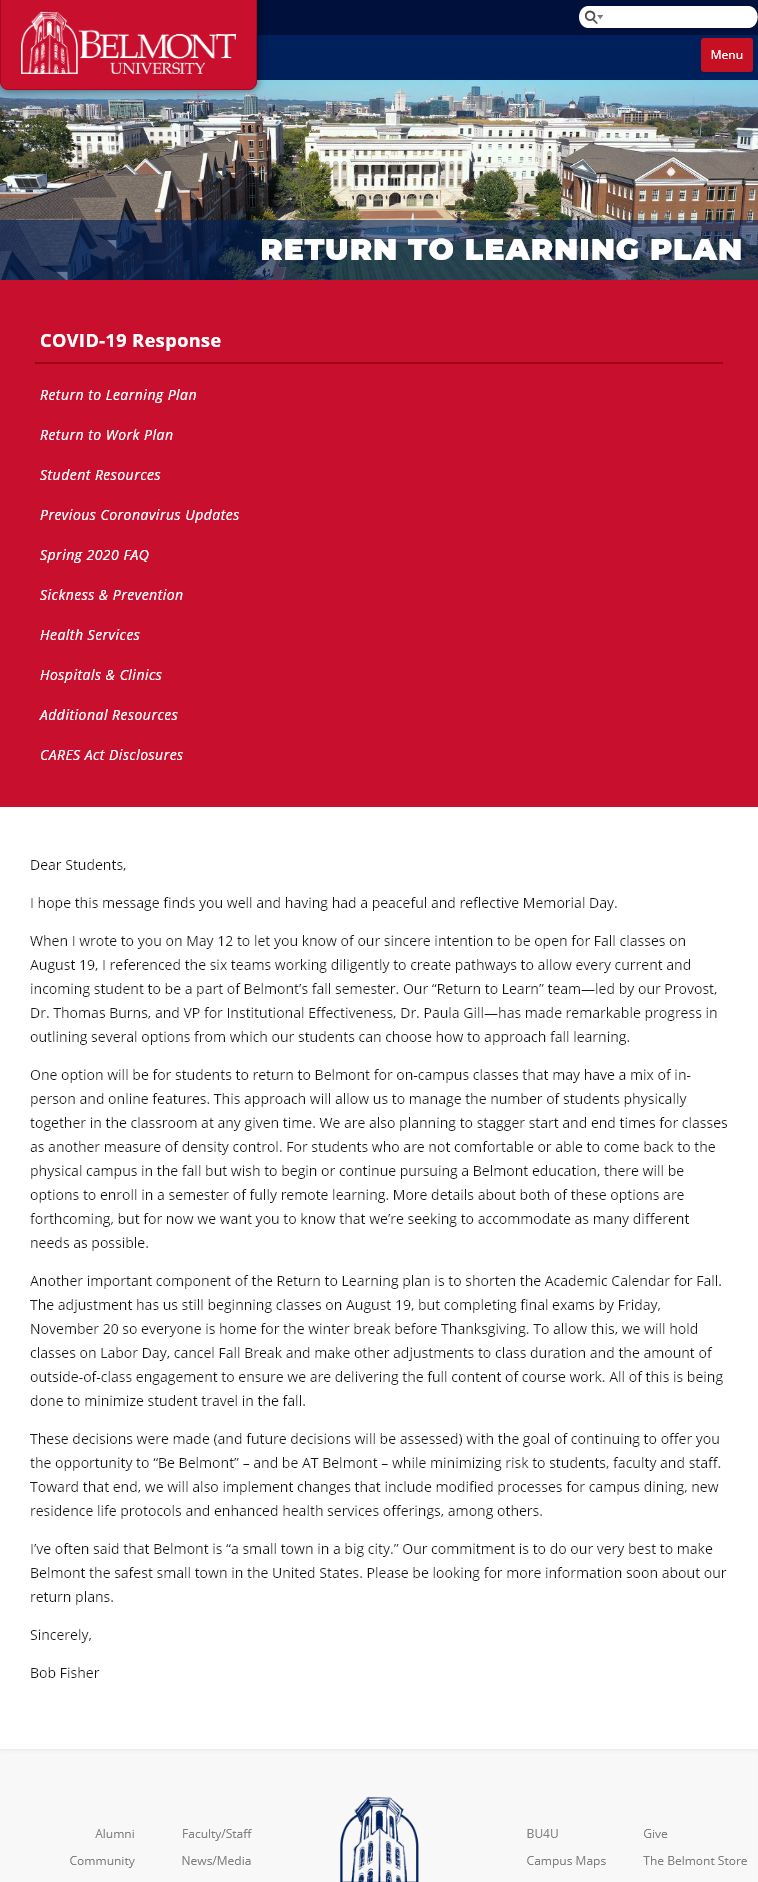 BELMONT
UNIVERSITY
Menu
RETURN TO LEARNING PLAN
COVID-19 Response
Return to Learning Plan
Return to Work Plan
Student Resources
Previous Coronavirus Updates
Spring 2020 FAQ
Sickness & Prevention
Health Services
Hospitals & Clinics
Additional Resources
CARES Act Disclosures
Dear Students,
I hope this message finds you well and having had a peaceful and reflective Memorial Day.
When I wrote to you on May 12 to let you know of our sincere intention to be open for Fall classes on
August 19, I referenced the six teams working diligently to create pathways to allow every current and
incoming student to be a part of Belmont’s fall semester. Our “Return to Learn” team—led by our Provost,
Dr. Thomas Burns, and VP for Institutional Effectiveness, Dr. Paula Gill—has made remarkable progress in
outlining several options from which our students can choose how to approach fall learning.
One option will be for students to return to Belmont for on-campus classes that may have a mix of in-
person and online features. This approach will allow us to manage the number of students physically
together in the classroom at any given time. We are also planning to stagger start and end times for classes
as another measure of density control. For students who are not comfortable or able to come back to the
physical campus in the fall but wish to begin or continue pursuing a Belmont education, there will be
options to enroll in a semester of fully remote learning. More details about both of these options are
forthcoming, but for now we want you to know that we’re seeking to accommodate as many different
needs as possible.
Another important component of the Return to Learning plan is to shorten the Academic Calendar for Fall.
The adjustment has us still beginning classes on August 19, but completing final exams by Friday,
November 20 so everyone is home for the winter break before Thanksgiving. To allow this, we will hold
classes on Labor Day, cancel Fall Break and make other adjustments to class duration and the amount of
outside-of-class engagement to ensure we are delivering the full content of course work. All of this is being
done to minimize student travel in the fall.
These decisions were made (and future decisions will be assessed) with the goal of continuing to offer you
the opportunity to “Be Belmont” – and be AT Belmont – while minimizing risk to students, faculty and staff.
Toward that end, we will also implement changes that include modified processes for campus dining, new
residence life protocols and enhanced health services offerings, among others.
I’ve often said that Belmont is “a small town in a big city.” Our commitment is to do our very best to make
Belmont the safest small town in the United States. Please be looking for more information soon about our
return plans.
Sincerely,
Bob Fisher
Alumni Faculty/Staff BU4U Give
Community News/Media Campus Maps The Belmont Store